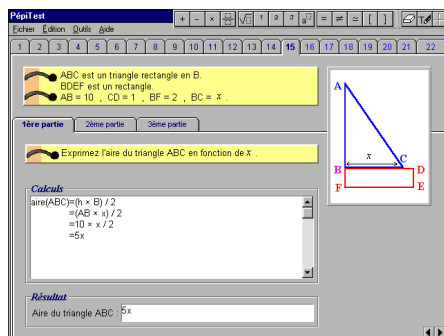 PépiTest
+ - × √ 1 2 3 a = ≠ ≃ [ ]
Fichier Édition Outils Aide
1 2 3 4 5 6 7 8 9 10 11 12 13 14 15 16 17 18 19 20 21 22
ABC est un triangle rectangle en B.
BDEF est un rectangle.
AB = 10 , CD = 1 , BF = 2 , BC = x .
1ère partie 2ème partie 3ème partie
Exprimez l'aire du triangle ABC en fonction de x .
A
x
C
B D
F E
Calculs
aire(ABC)=(h × B) / 2
=(AB × x) / 2
=10 × x / 2
=5x
Résultat
Aire du triangle ABC : 5x